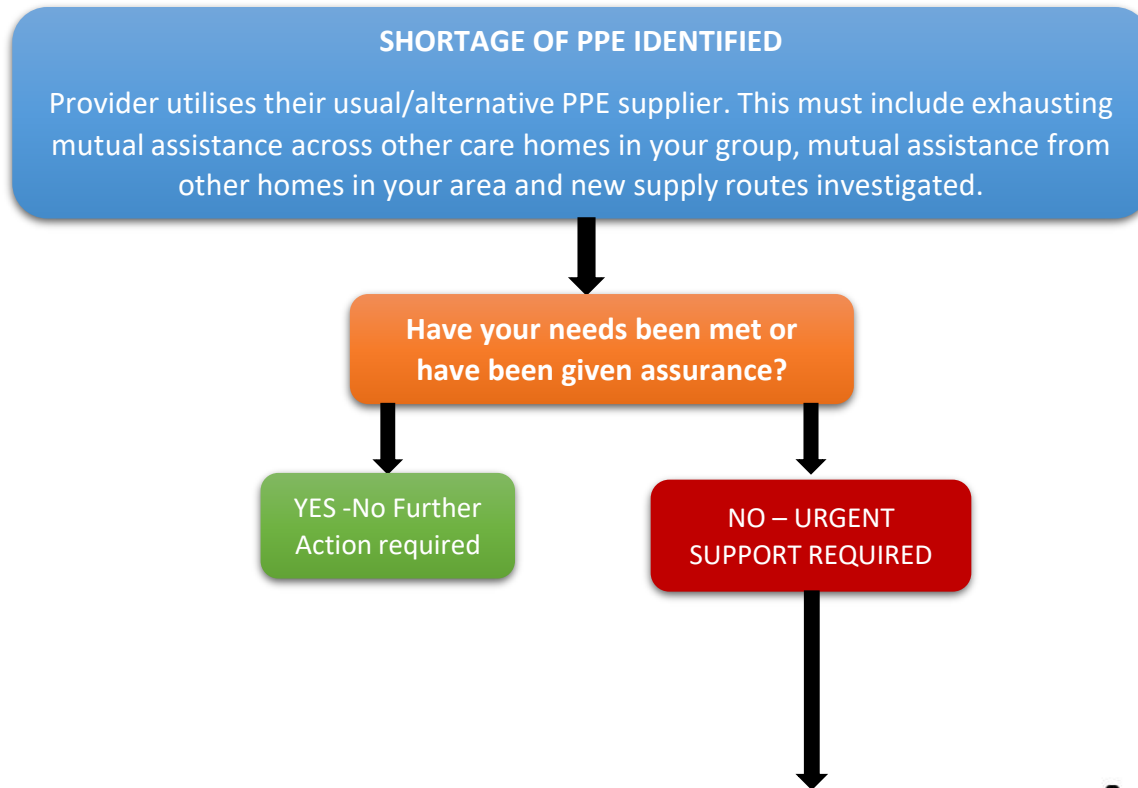 SHORTAGE OF PPE IDENTIFIED
Provider utilises their usual/alternative PPE supplier. This must include exhausting
mutual assistance across other care homes in your group, mutual assistance from
other homes in your area and new supply routes investigated.
Have your needs been met or
have been given assurance?
YES -No Further
Action required
NO – URGENT
SUPPORT REQUIRED